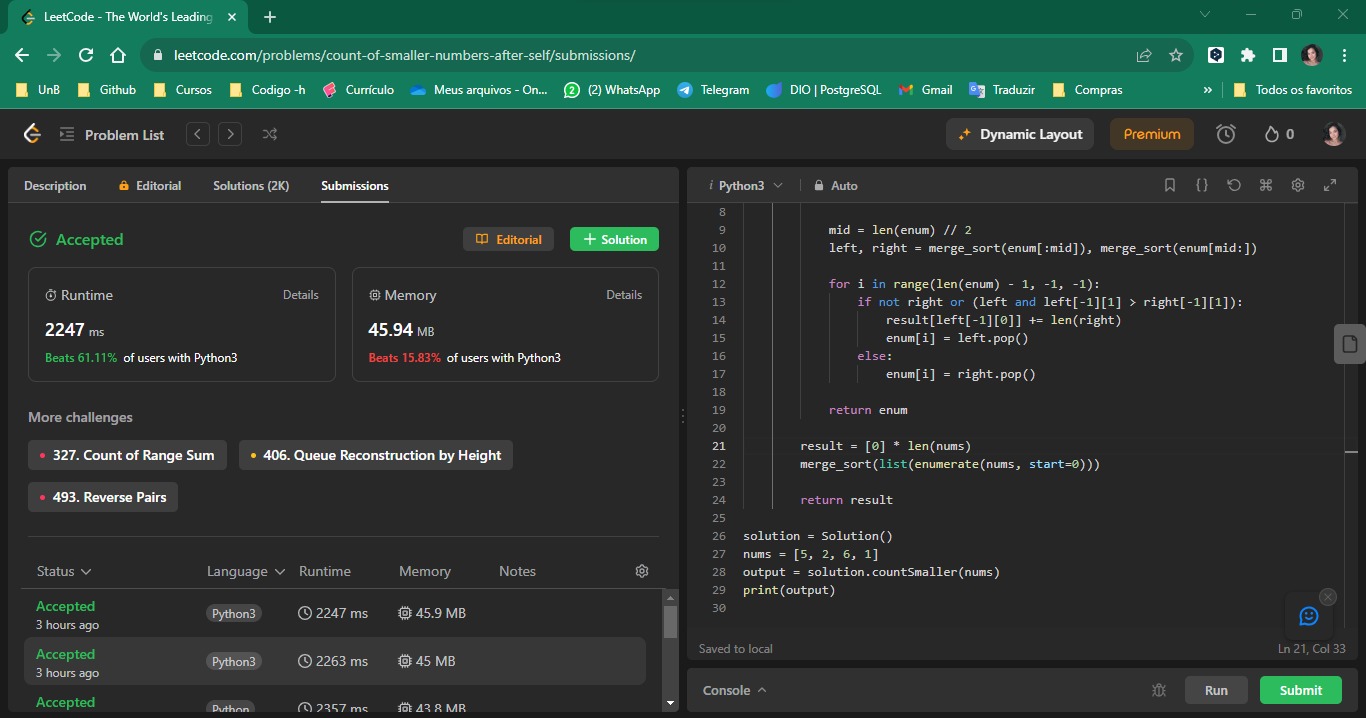 LeetCode - The World's Leading
leetcode.com/problems/count-of-smaller-numbers-after-self/submissions/
UnB Github Cursos Codigo -h Currículo Meus arquivos - On... (2) WhatsApp Telegram DIO | PostgreSQL Gmail Traduzir Compras » Todos os favoritos
Problem List Dynamic Layout Premium 0
Description Editorial Solutions (2K) Submissions
Accepted Editorial + Solution
Runtime Details Memory Details
2247 ms 45.94 MB
Beats 61.11% of users with Python3 Beats 15.83% of users with Python3
More challenges
327. Count of Range Sum 406. Queue Reconstruction by Height
493. Reverse Pairs
Status Language Runtime Memory Notes
Accepted Python3 2247 ms 45.9 MB
3 hours ago
Accepted Python3 2263 ms 45 MB
3 hours ago
Accepted Python 2357 ms 43.8 MB
i Python3 Auto
8
9 mid = len(enum) // 2
10 left, right = merge_sort(enum[:mid]), merge_sort(enum[mid:])
11
12 for i in range(len(enum) - 1, -1, -1):
13 if not right or (left and left[-1][1] > right[-1][1]):
14 result[left[-1][0]] += len(right)
15 enum[i] = left.pop()
16 else:
17 enum[i] = right.pop()
18
19 return enum
20
21 result = [0] * len(nums)
22 merge_sort(list(enumerate(nums, start=0)))
23
24 return result
25
26 solution = Solution()
27 nums = [5, 2, 6, 1]
28 output = solution.countSmaller(nums)
29 print(output)
30
Saved to local Ln 21, Col 33
Console Run Submit